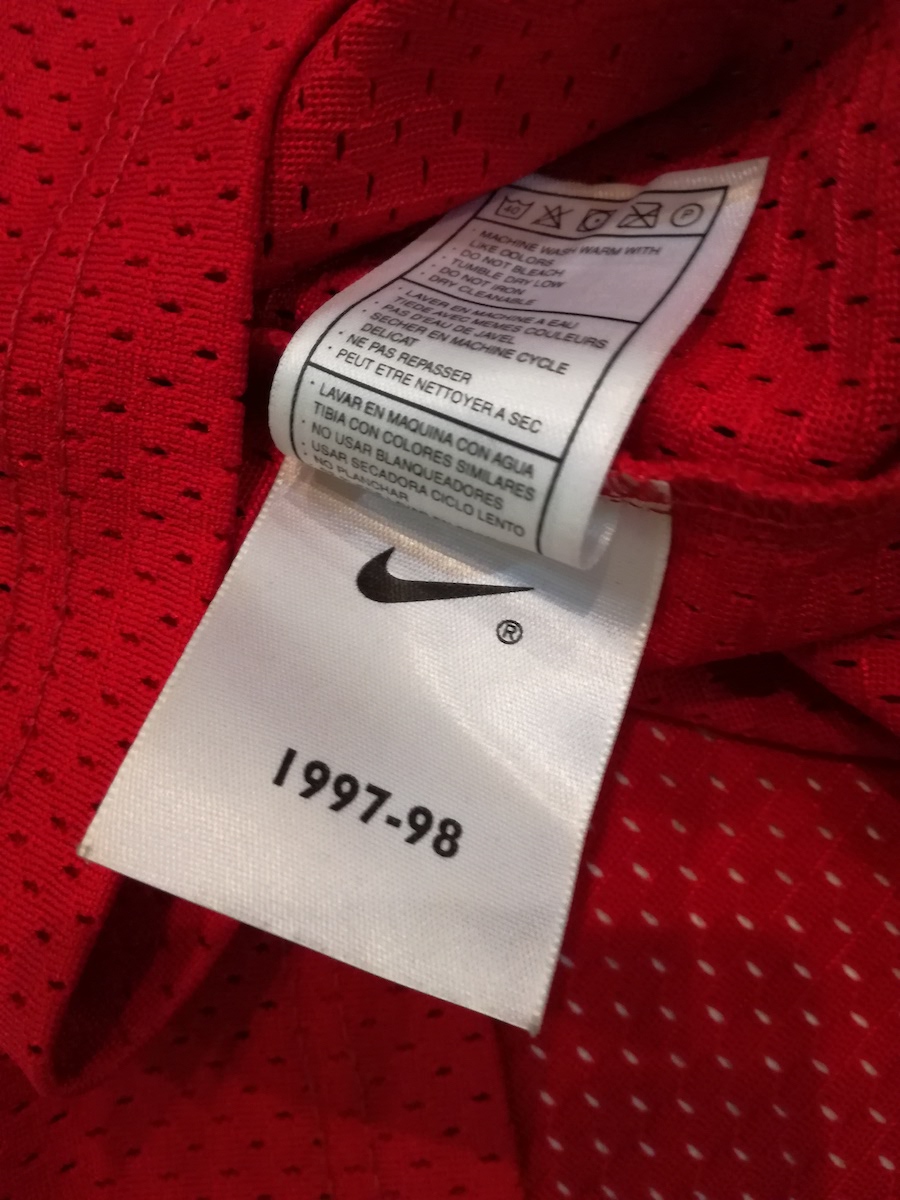 40 P
· MACHINE WASH WARM WITH
LIKE COLORS
· DO NOT BLEACH
· TUMBLE DRY LOW
· DO NOT IRON
· DRY CLEANABLE
· LAVER EN MACHINE A EAU
TIEDE AVEC MEMES COULEURS
· PAS D'EAU DE JAVEL
· SECHER EN MACHINE CYCLE
DELICAT
· NE PAS REPASSER
· PEUT ETRE NETTOYER A SEC
· LAVAR EN MAQUINA CON AGUA
TIBIA CON COLORES SIMILARES
· NO USAR BLANQUEADORES
· USAR SECADORA CICLO LENTO
· NO PLANCHAR
®
1997-98